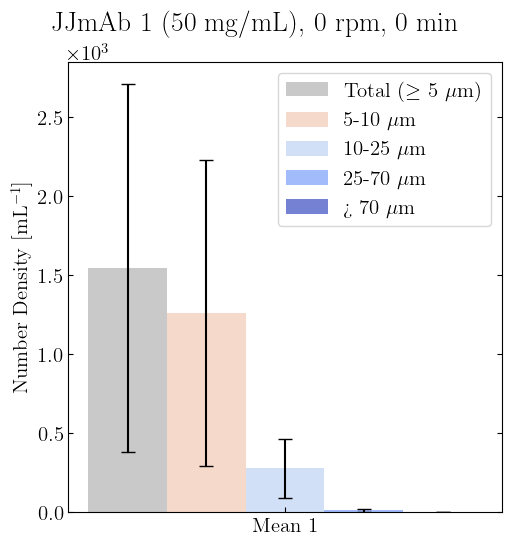 JJmAb 1 (50 mg/mL), 0 rpm, 0 min
×10³
Total (≥ 5 μm)
5-10 μm
10-25 μm
25-70 μm
¿ 70 μm
Number Density [mL⁻¹]
2.5
2.0
1.5
1.0
0.5
0.0
Mean 1